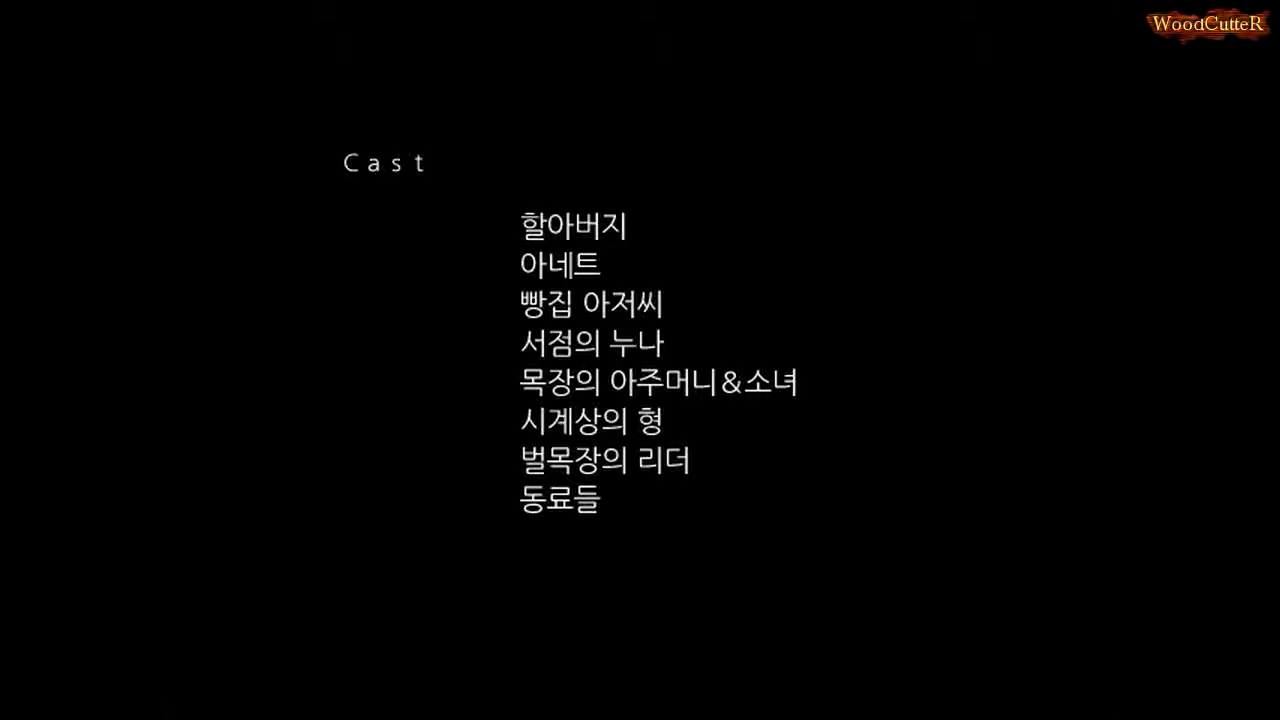 WoodCutteR
Cast
할아버지
아네트
빵집 아저씨
서점의 누나
목장의 아주머니&소녀
시계상의 형
벌목장의 리더
동료들